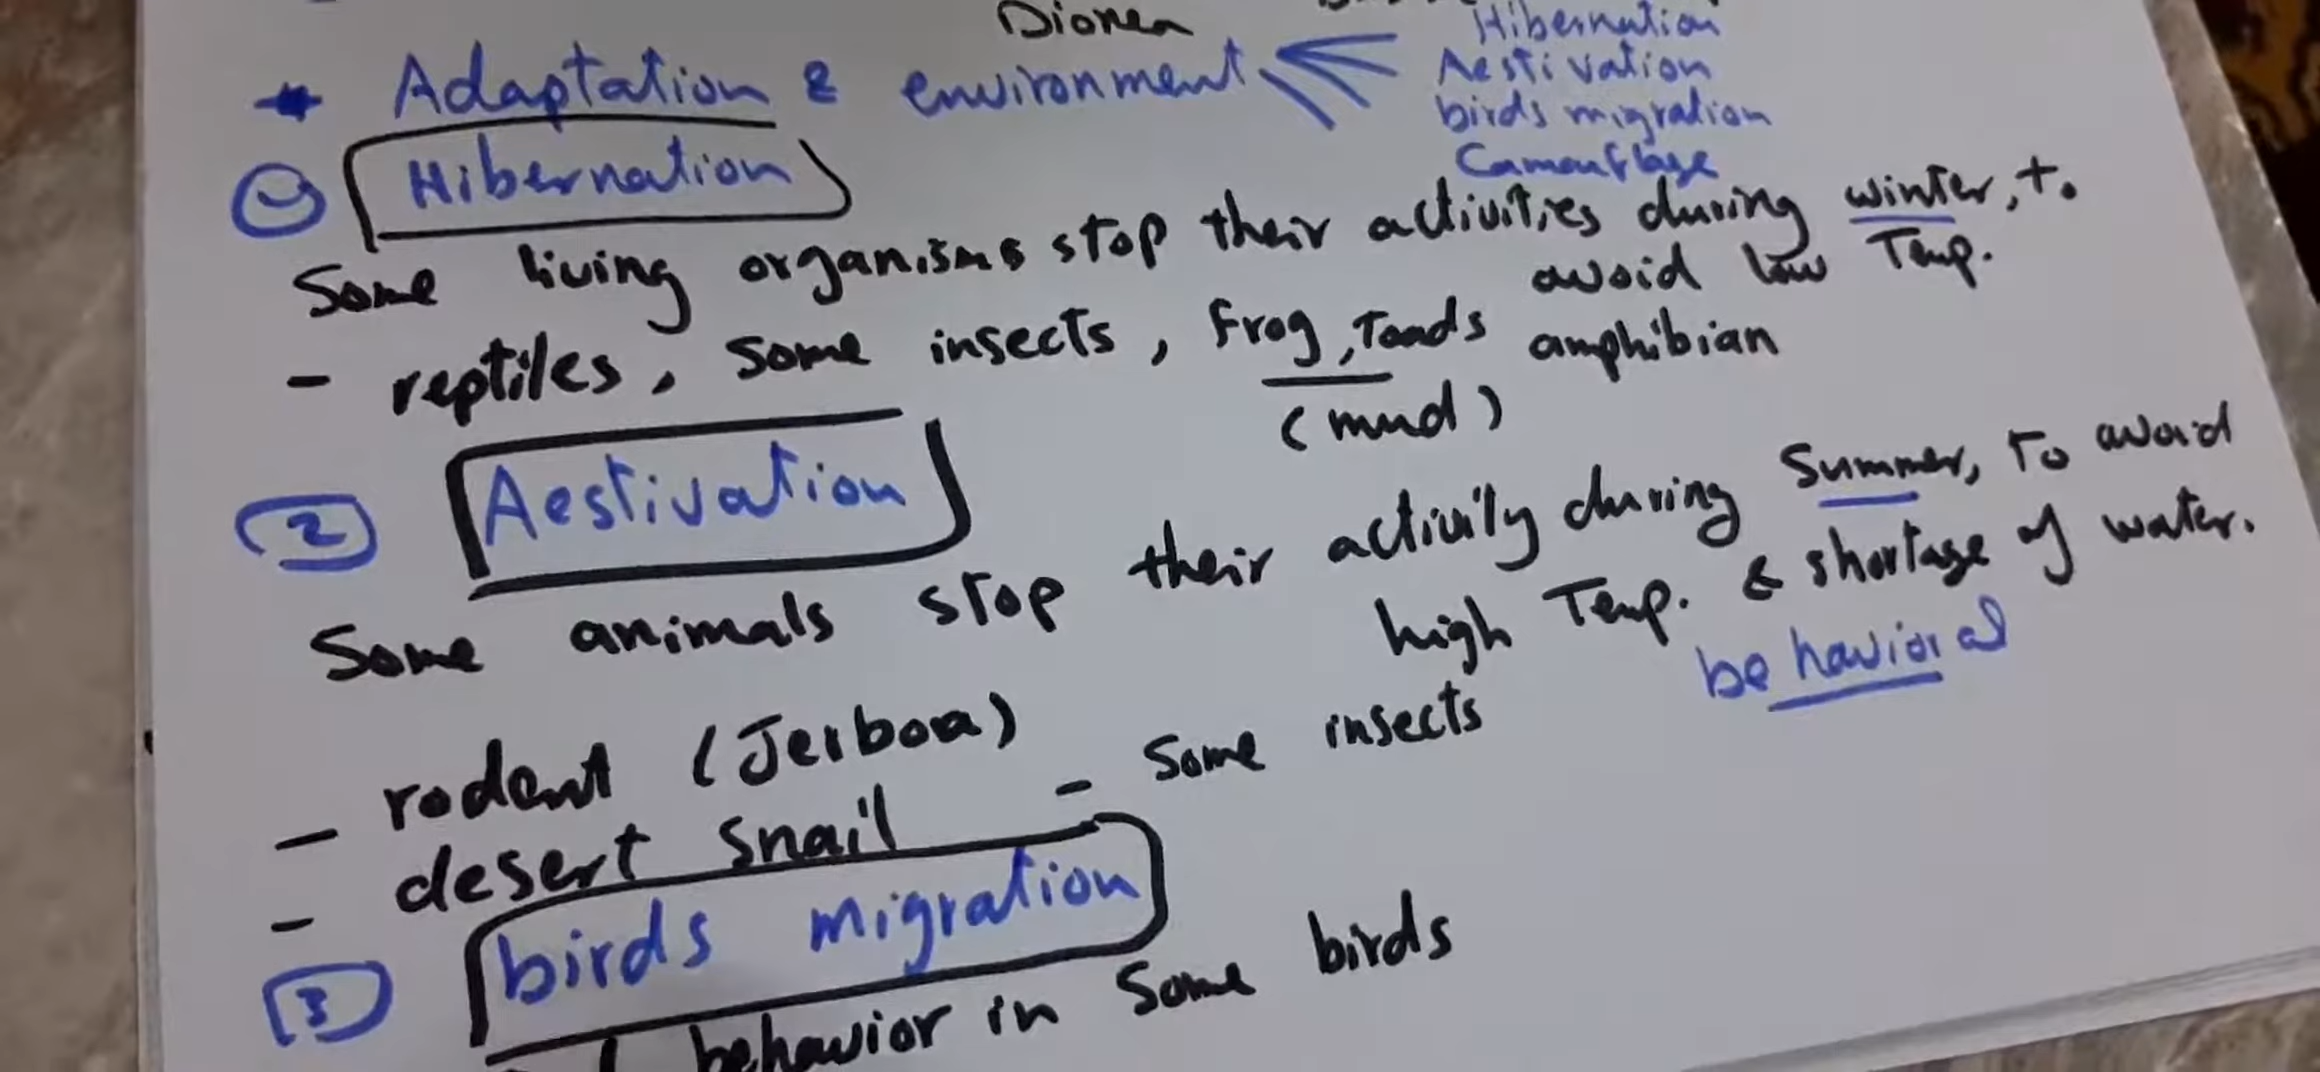 Dionea
* Adaptation & environment
Hibernation
Aestivation
birds migration
Camouflage
Hibernation
Some living organisms stop their activities during winter, to
avoid low Temp.
- reptiles, some insects, frog, Toads amphibian
(mud)
2 Aestivation
Some animals stop their activity during Summer, To avoid
high Temp. & shortage of water.
behavioral
- rodent (Jerboa)
- Some insects
- desert snail
3 birds migration
behavior in Some birds